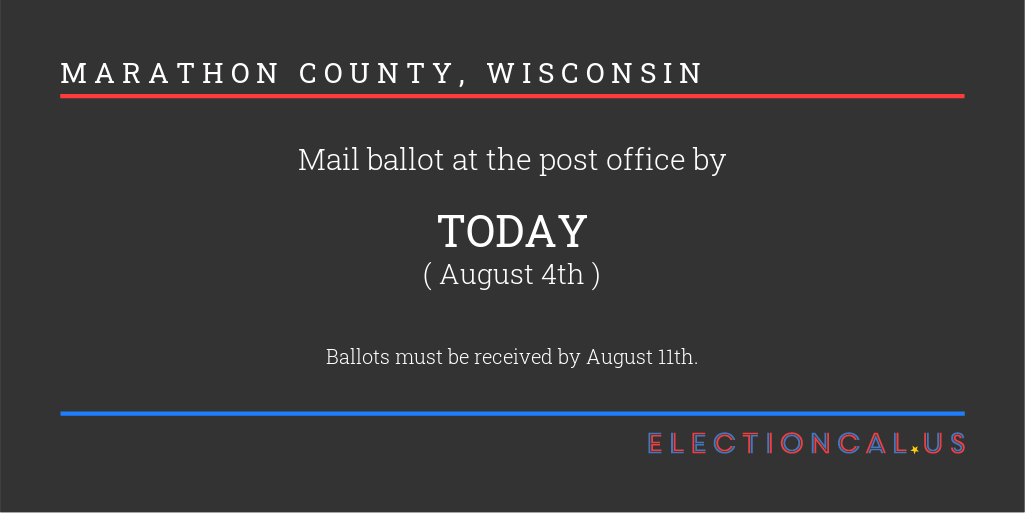 MARATHON COUNTY, WISCONSIN
Mail ballot at the post office by
TODAY
( August 4th )
Ballots must be received by August 11th.
ELECTIONCAL.US